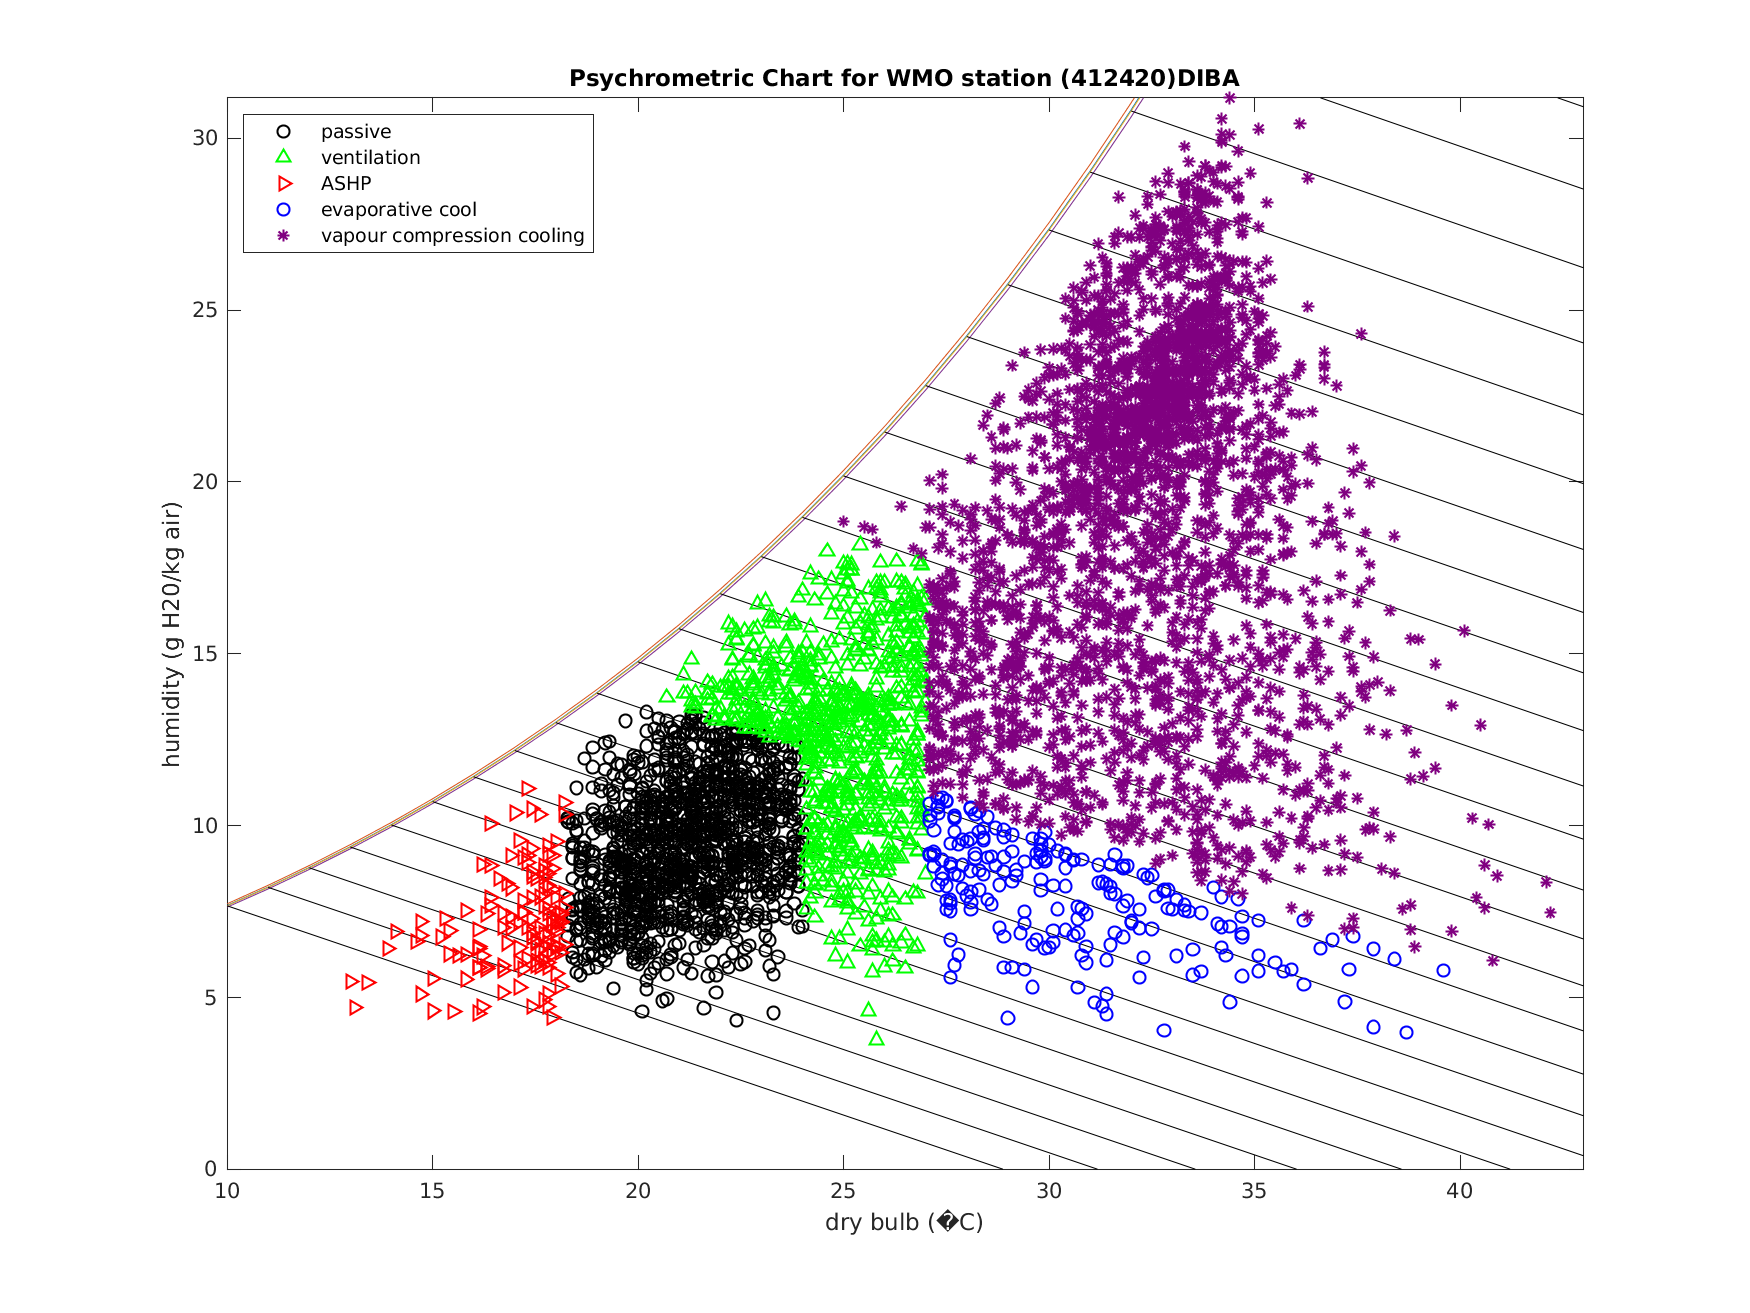 Psychrometric Chart for WMO station (412420)DIBA
passive
ventilation
ASHP
evaporative cool
vapour compression cooling
humidity (g H20/kg air)
30
25
20
15
10
5
0
10 15 20 25 30 35 40
dry bulb (�C)